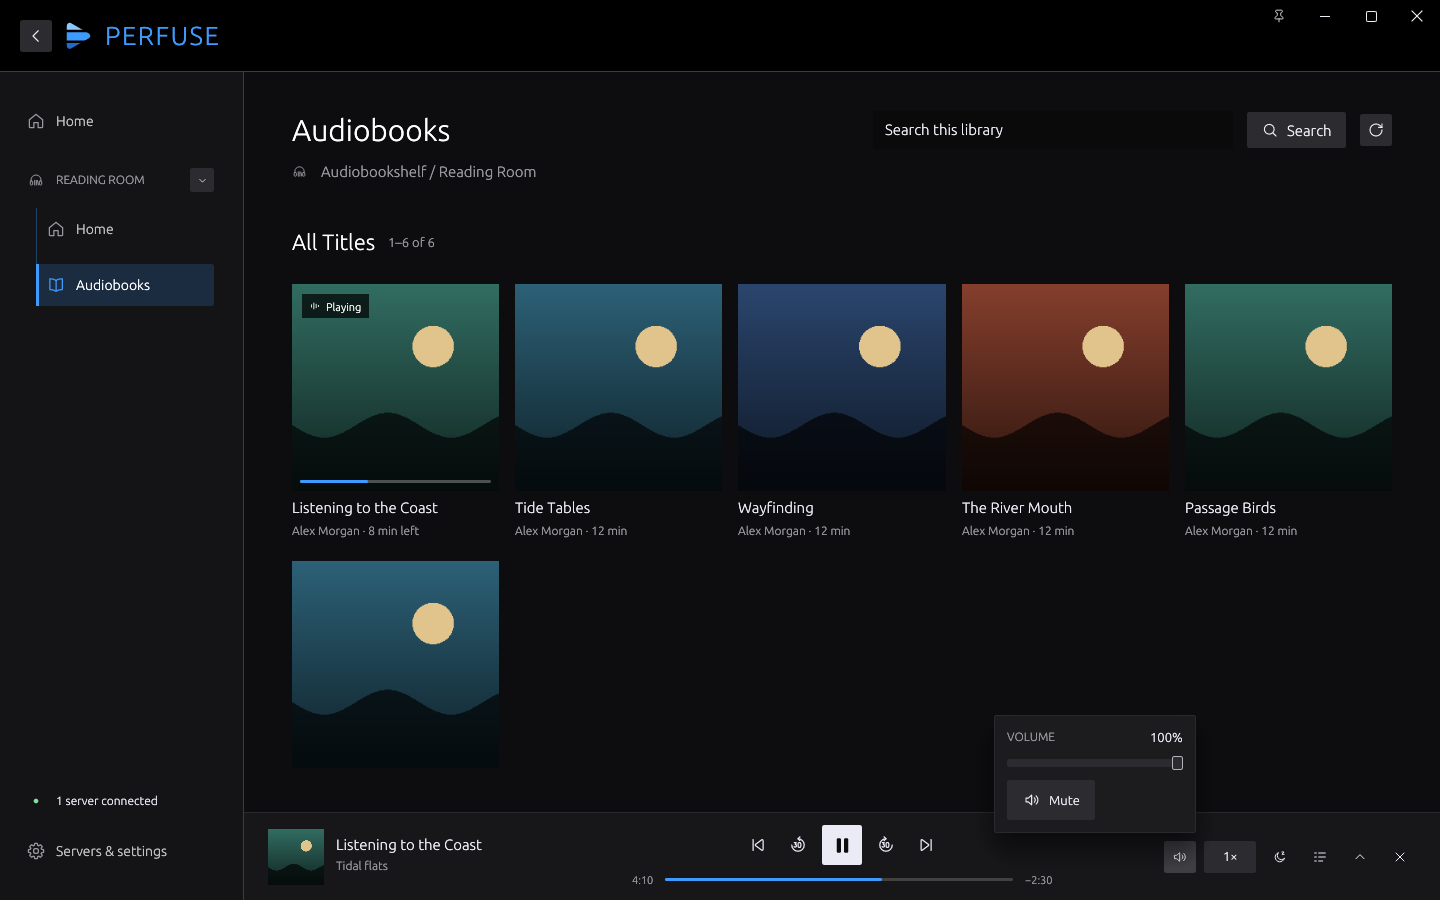 PERFUSE
Home
READING ROOM
Home
Audiobooks
1 server connected
Servers & settings
Audiobooks
Search this library
Search
Audiobookshelf / Reading Room
All Titles 1–6 of 6
Playing
Listening to the Coast
Alex Morgan · 8 min left
Tide Tables
Alex Morgan · 12 min
Wayfinding
Alex Morgan · 12 min
The River Mouth
Alex Morgan · 12 min
Passage Birds
Alex Morgan · 12 min
VOLUME 100%
Mute
Listening to the Coast
Tidal flats
30
30
4:10
−2:30
1×